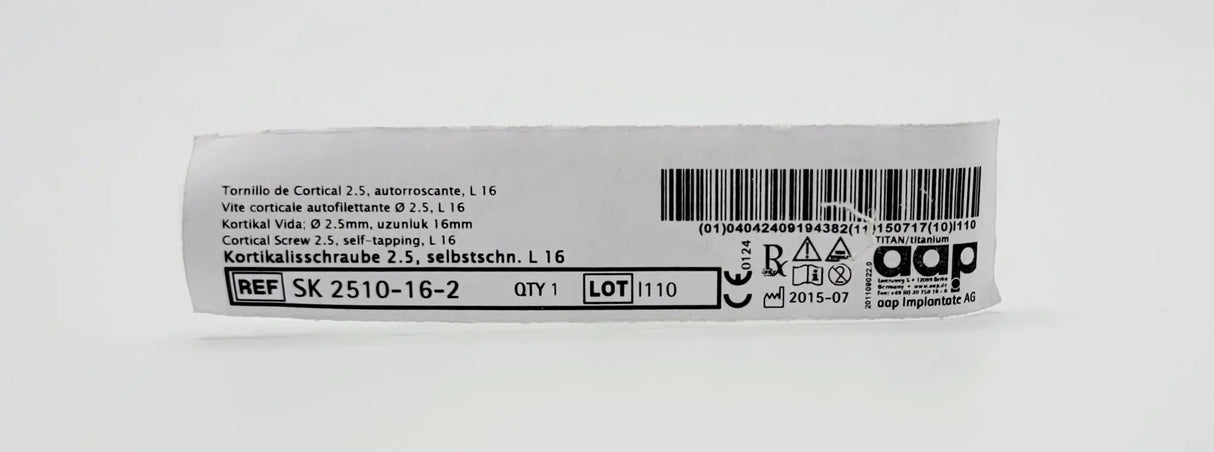 Tornillo de Cortical 2.5, autorroscante, L 16
Vite corticale autofilettante Ø 2.5, L 16
Kortikal Vida; Ø 2.5mm, uzunluk 16mm
Cortical Screw 2.5, self-tapping, L 16
Kortikalisschraube 2.5, selbstschn. L 16
REF SK 2510-16-2 QTY 1 LOT I110
(01)04042409194382(11)150717(10)I110
0124
2015-07
TITAN/titanium
aap
aap Implantate AG